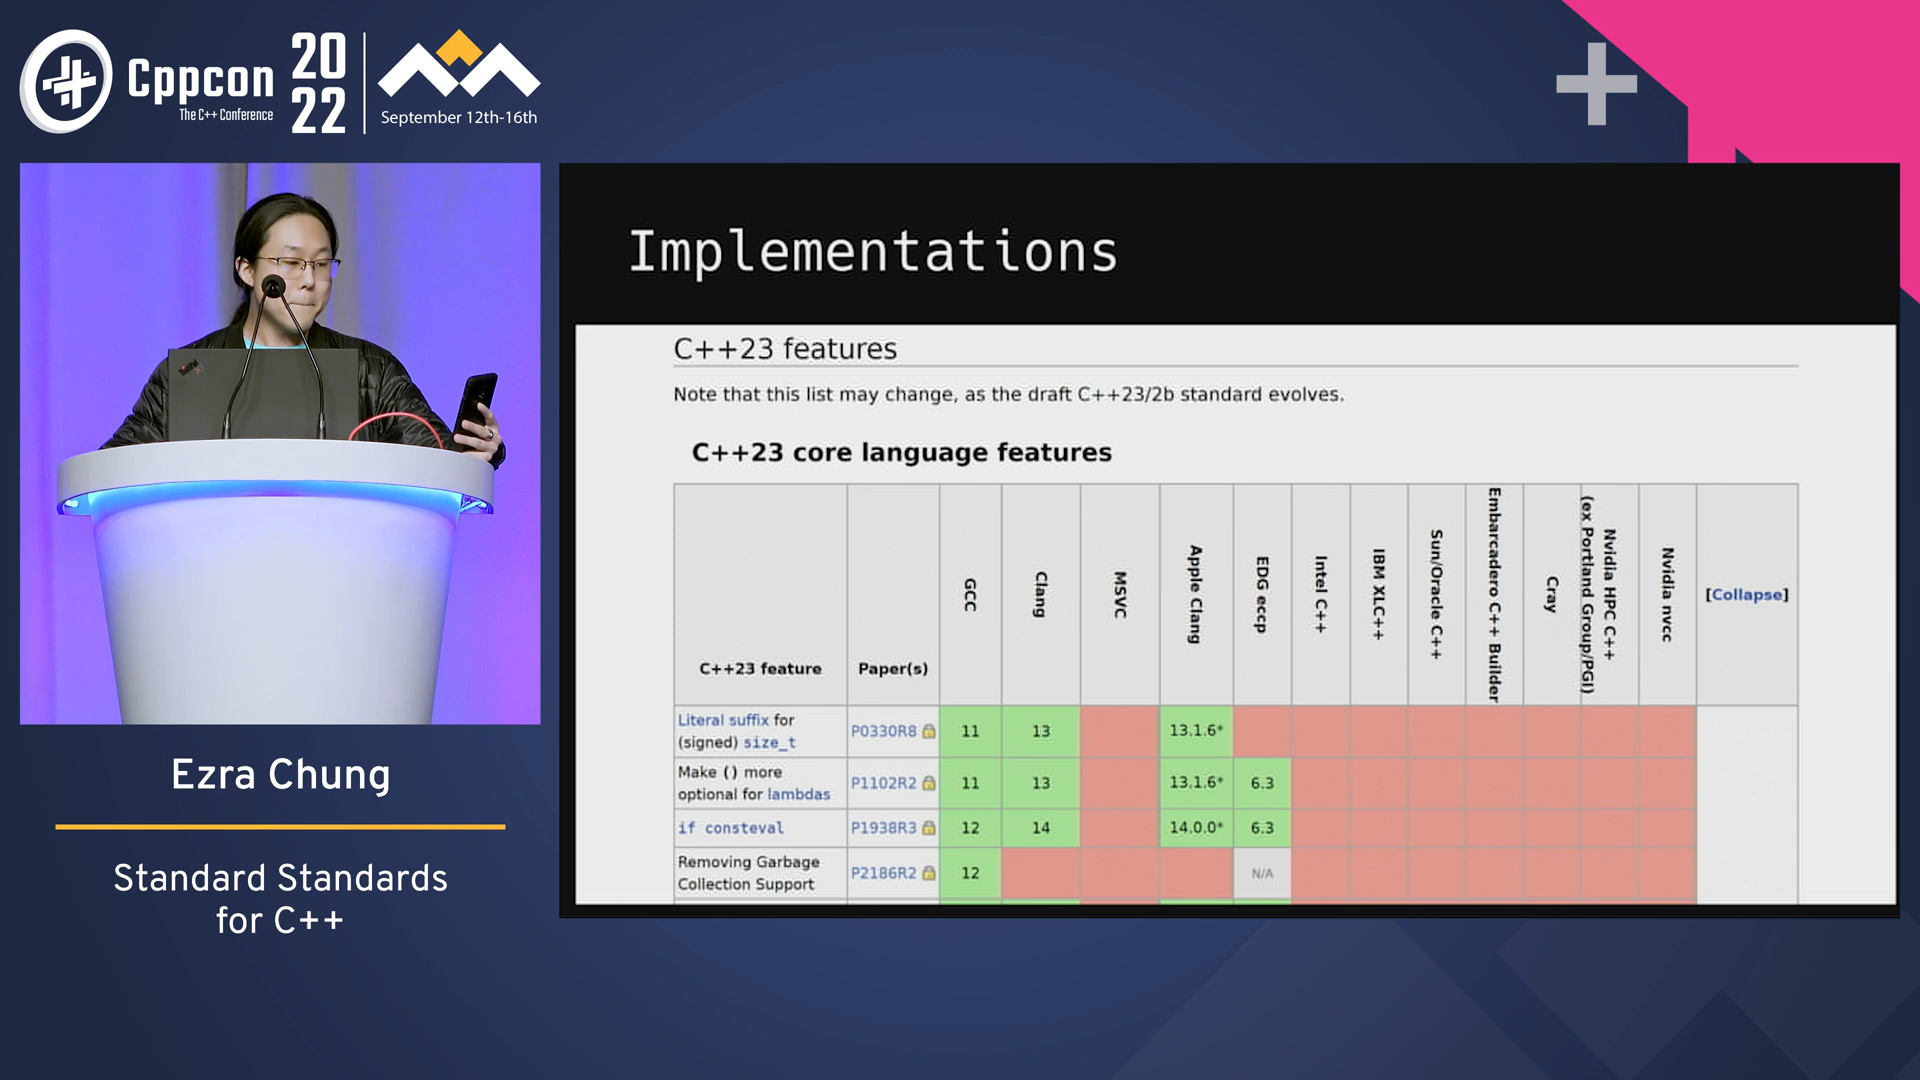 Cppcon
The C++ Conference
20
22
September 12th-16th
Ezra Chung
Standard Standards
for C++
Implementations
C++23 features
Note that this list may change, as the draft C++23/2b standard evolves.
C++23 core language features
C++23 feature
Paper(s)
GCC
Clang
MSVC
Apple Clang
EDG eccp
Intel C++
IBM XLC++
Sun/Oracle C++
Embarcadero C++ Builder
Cray
Nvidia HPC C++
(ex Portland Group/PGI)
Nvidia nvcc
[Collapse]
Literal suffix for
(signed) size_t
P0330R8
11
13
13.1.6*
Make () more
optional for lambdas
P1102R2
11
13
13.1.6*
6.3
if consteval
P1938R3
12
14
14.0.0*
6.3
Removing Garbage
Collection Support
P2186R2
12
N/A